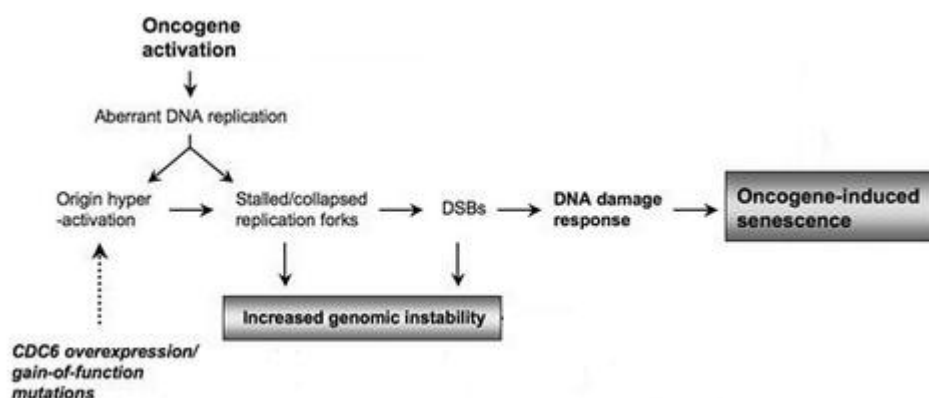 Oncogene
activation
Aberrant DNA replication
Origin hyper
-activation
Stalled/collapsed
replication forks
DSBs
DNA damage
response
Oncogene-induced
senescence
Increased genomic instability
CDC6 overexpression/
gain-of-function
mutations